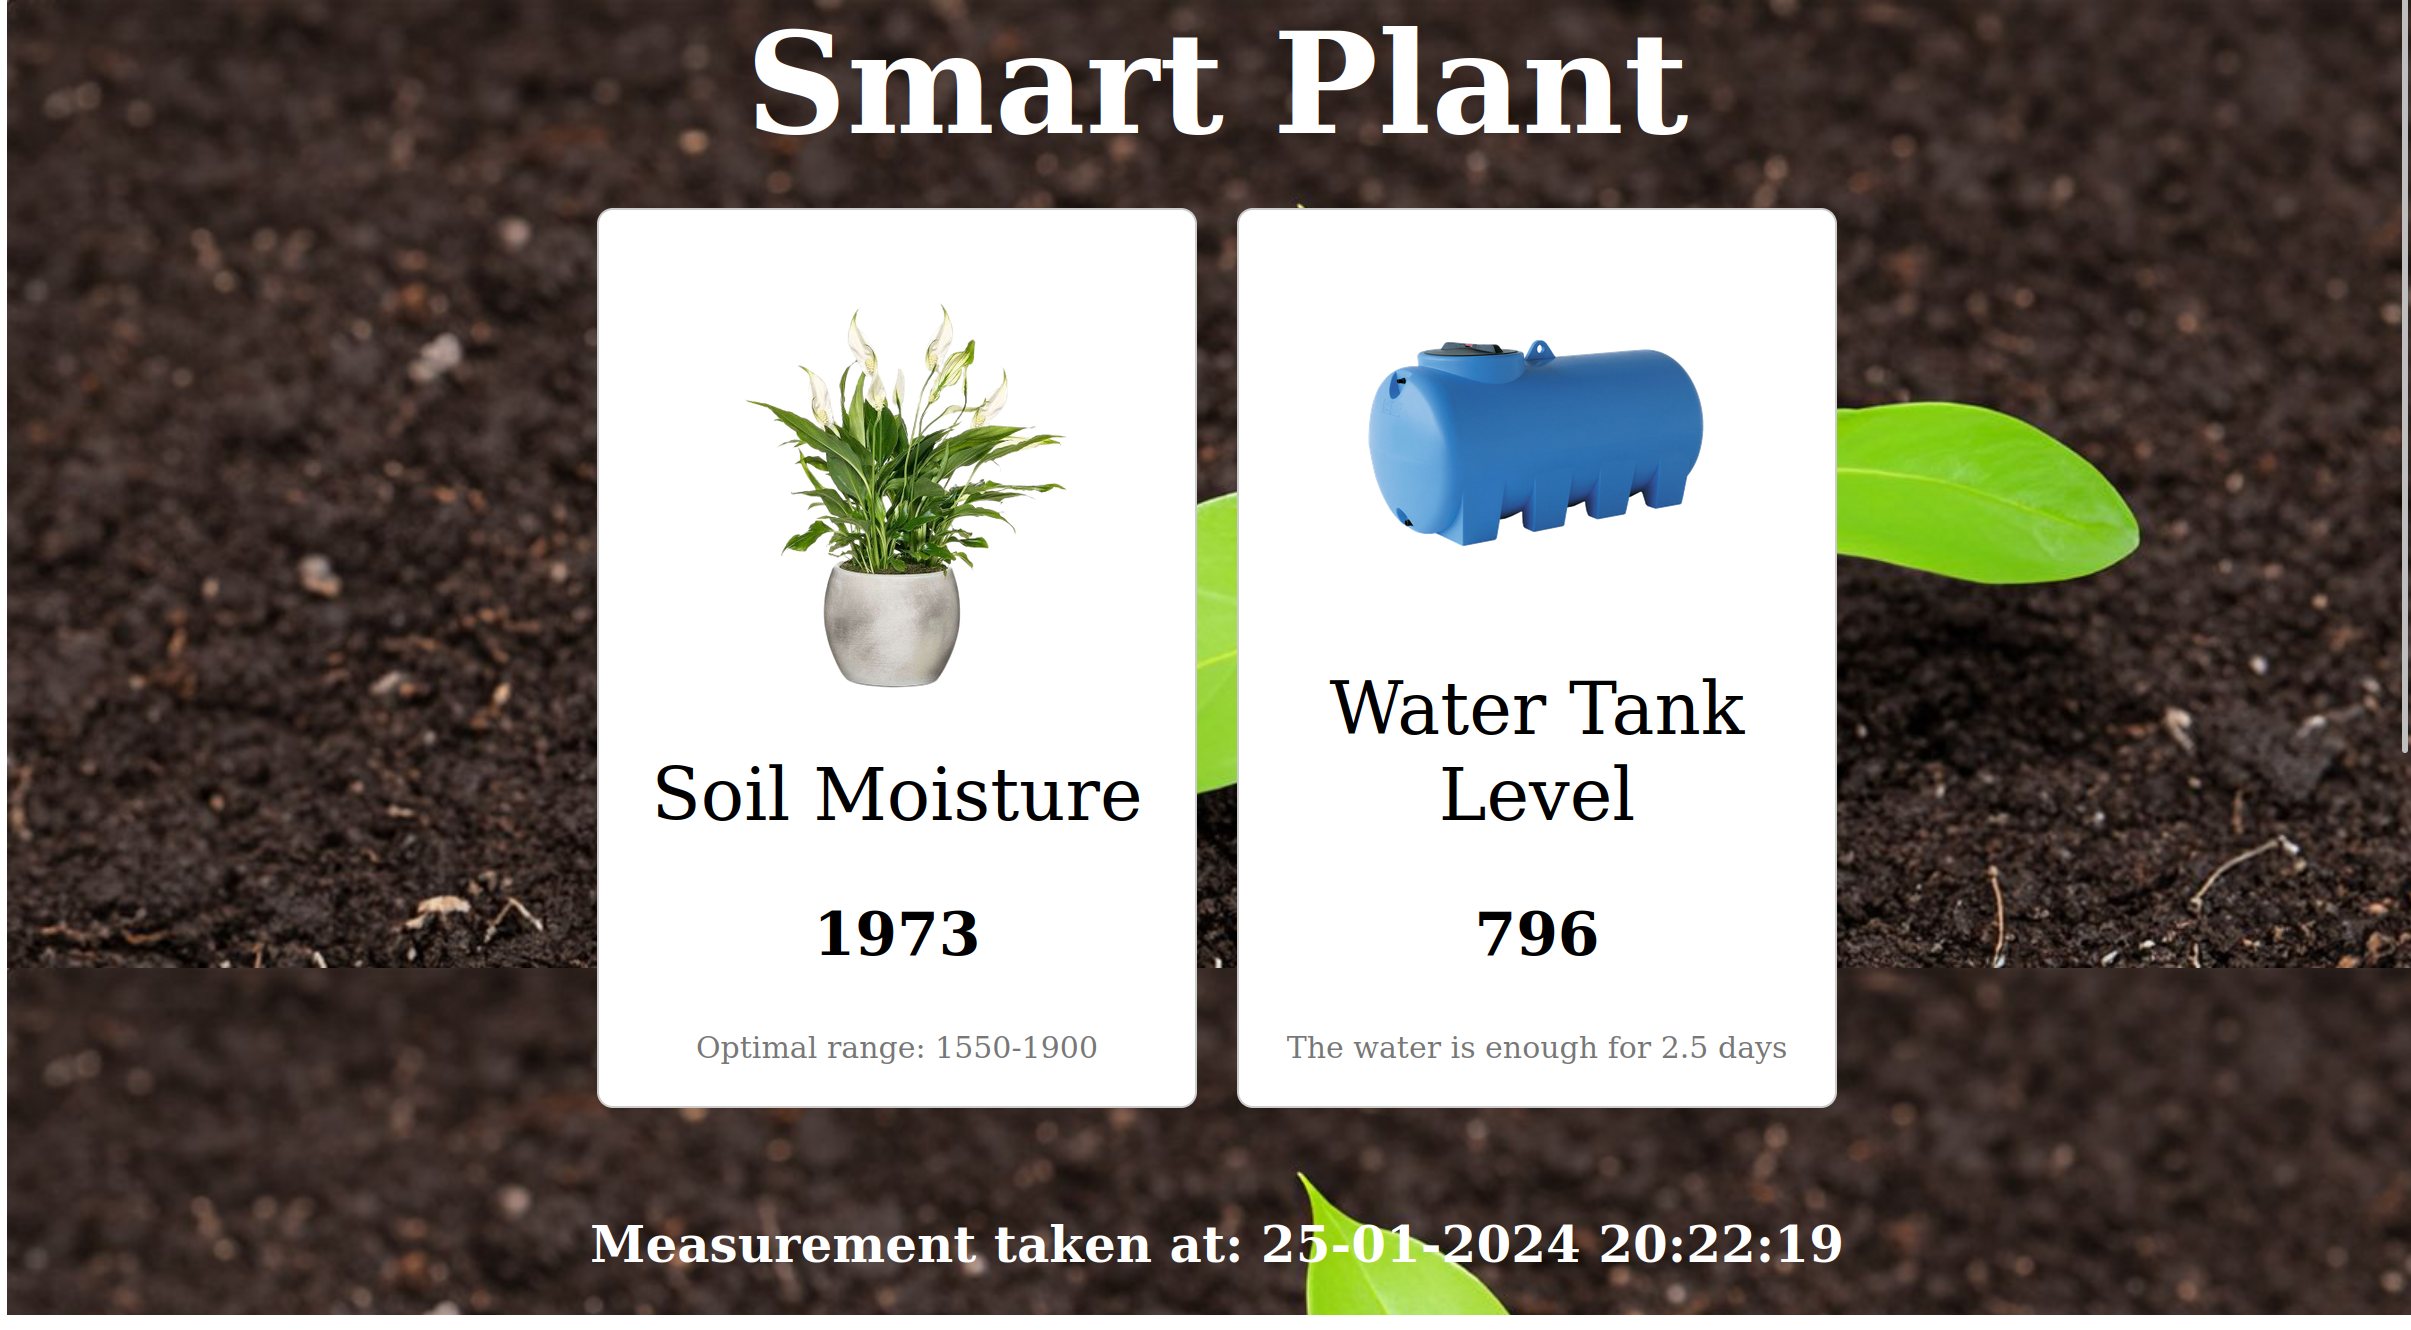 Smart Plant
Soil Moisture
1973
Optimal range: 1550-1900
Water Tank
Level
796
The water is enough for 2.5 days
Measurement taken at: 25-01-2024 20:22:19